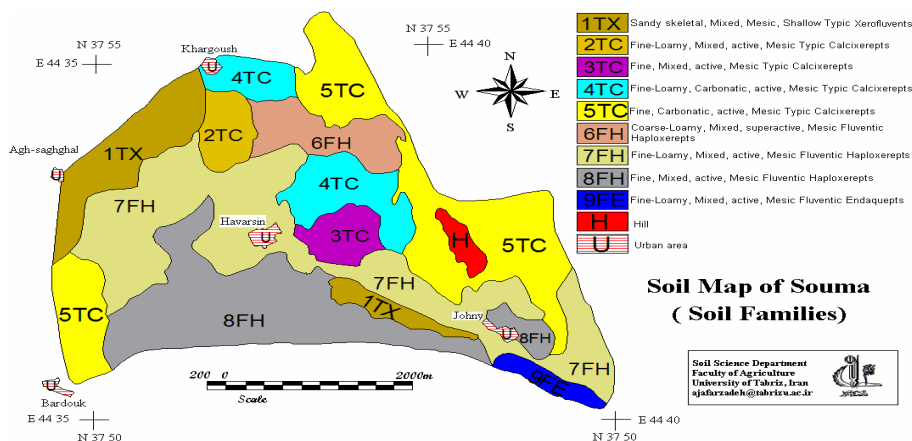 N 37 55
E 44 35
Khargoush
E 44 40
N 37 55
N
W E
S
4TC
5TC
1TX
2TC
6FH
Agh-saghghal
4TC
7FH
Havarsin
U
3TC
H
5TC
7FH
5TC
1TX
8FH
Johny
U
8FH
7FH
9FE
U
Bardouk
U
200 0 2000m
Scale
E 44 35
N 37 50
E 44 40
N 37 50
1TX Sandy skeletal, Mixed, Mesic, Shallow Typic Xerofluvents
2TC Fine-Loamy, Mixed, active, Mesic Typic Calcixerepts
3TC Fine, Mixed, active, Mesic Typic Calcixerepts
4TC Fine-Loamy, Carbonatic, active, Mesic Typic Calcixerepts
5TC Fine, Carbonatic, active, Mesic Typic Calcixerepts
6FH Coarse-Loamy, Mixed, superactive, Mesic Fluventic
Haploxerepts
7FH Fine-Loamy, Mixed, active, Mesic Fluventic Haploxerepts
8FH Fine, Mixed, active, Mesic Fluventic Haploxerepts
9FE Fine-Loamy, Mixed, active, Mesic Fluventic Endaquepts
H Hill
U Urban area
Soil Map of Souma
( Soil Families)
Soil Science Department
Faculty of Agriculture
University of Tabriz, Iran
ajafarzadeh@tabrizu.ac.ir